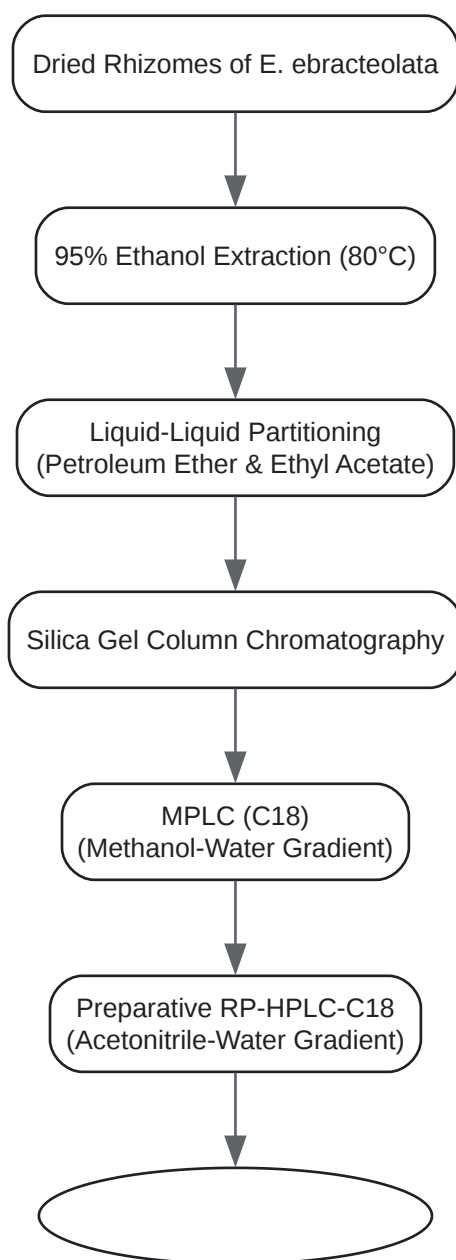 Dried Rhizomes of E. ebracteolata
95% Ethanol Extraction (80°C)
Liquid-Liquid Partitioning
(Petroleum Ether & Ethyl Acetate)
Silica Gel Column Chromatography
MPLC (C18)
(Methanol-Water Gradient)
Preparative RP-HPLC-C18
(Acetonitrile-Water Gradient)